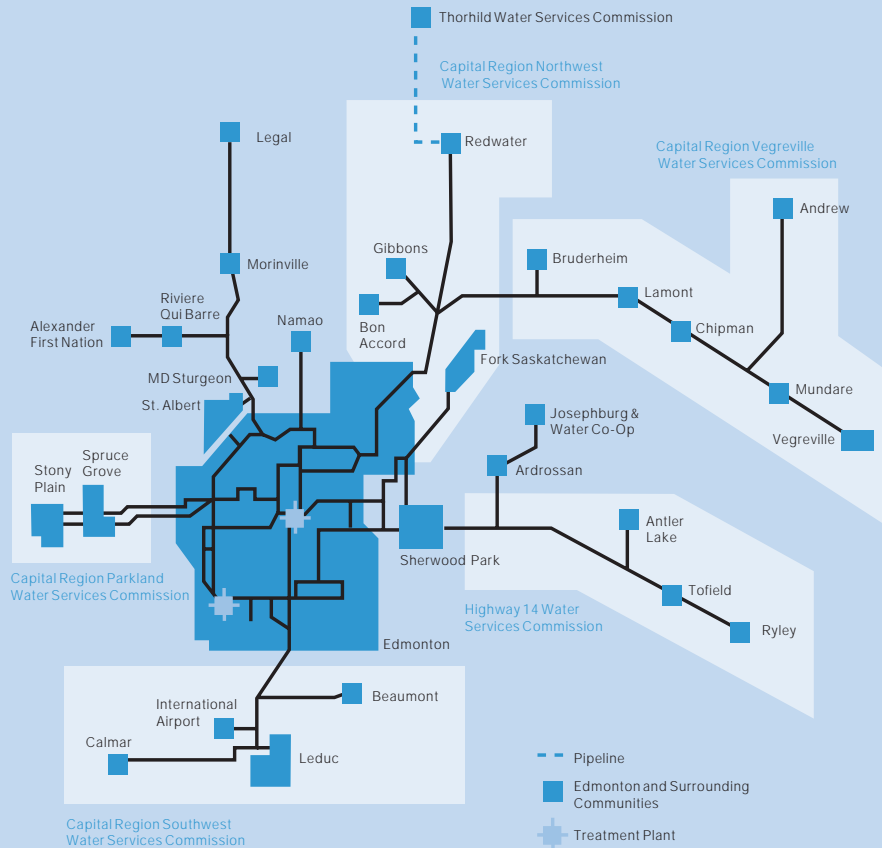 Thorhild Water Services Commission
Capital Region Northwest
Water Services Commission
Legal
Redwater
Capital Region Vegreville
Water Services Commission
Andrew
Gibbons
Bruderheim
Morinville
Lamont
Riviere
Qui Barre
Namao
Bon
Accord
Chipman
Alexander
First Nation
Fork Saskatchewan
MD Sturgeon
Mundare
St. Albert
Josephburg &
Water Co-Op
Vegreville
Spruce
Grove
Stony
Plain
Ardrossan
Antler
Lake
Sherwood Park
Capital Region Parkland
Water Services Commission
Tofield
Highway 14 Water
Services Commission
Ryley
Edmonton
International
Airport
Beaumont
Calmar
Leduc
Pipeline
Edmonton and Surrounding
Communities
Capital Region Southwest
Water Services Commission
Treatment Plant